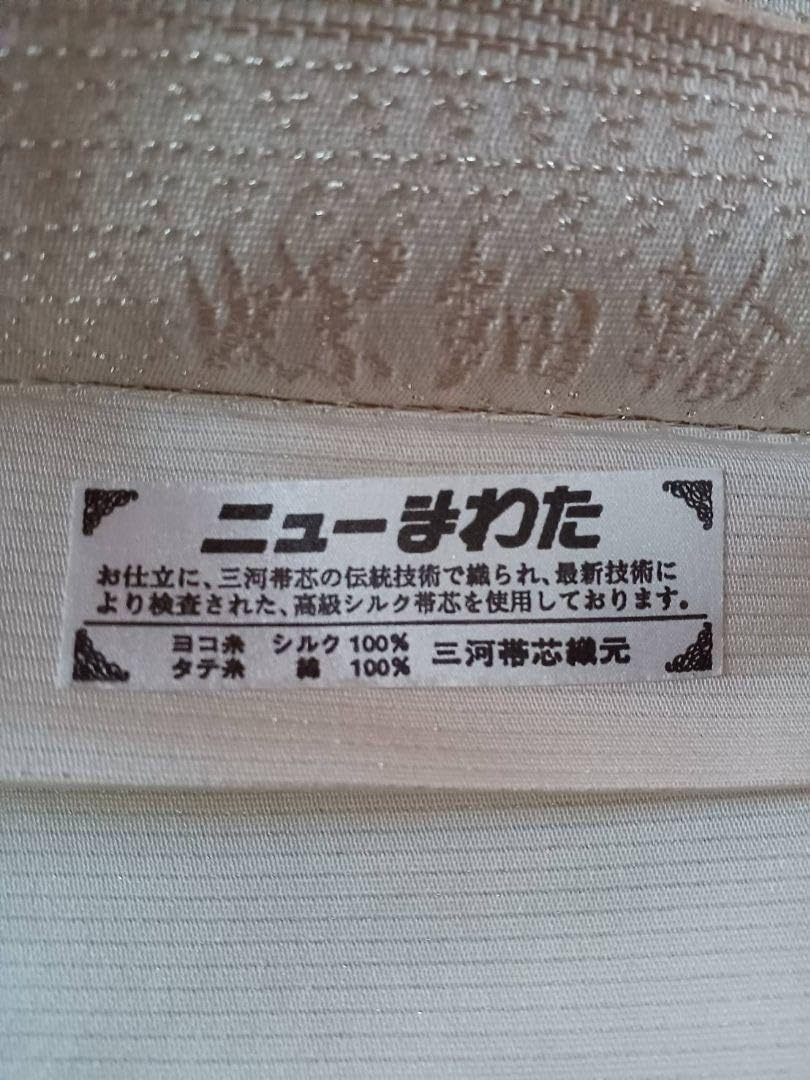 ニューまわた
お仕立に、三河帯芯の伝統技術で織られ、最新技術に
より検査された、高級シルク帯芯を使用しております。
ヨコ糸 シルク 100%
タテ糸 綿 100%
三河帯芯織元